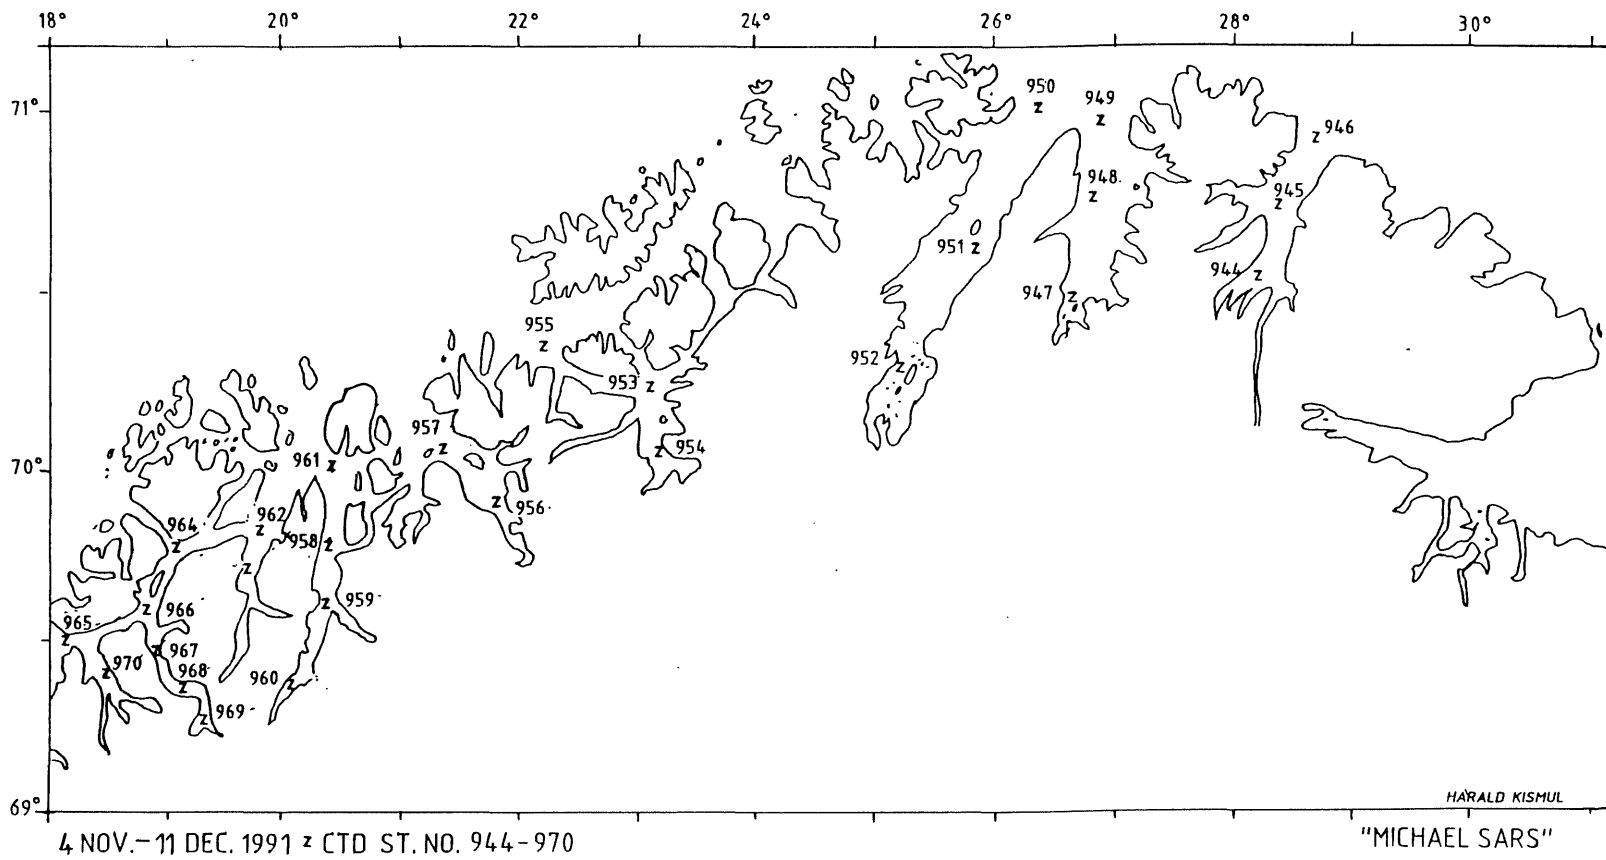 18° 20° 22° 24° 26° 28° 30°
71°
950
z
949
z
z 946
948
z
945
z
951 z
944 z
947 z
955
z
952 z
953 z
957
z
z 954
70°
961 z
z
956
962
z
964
z
958 z
z
z 959
z
966
965
z
z 967
970
z
968
z
960 z
z 969
69°
HARALD KISMUL
4 NOV.-11 DEC. 1991 z CTD ST. NO. 944-970
"MICHAEL SARS"